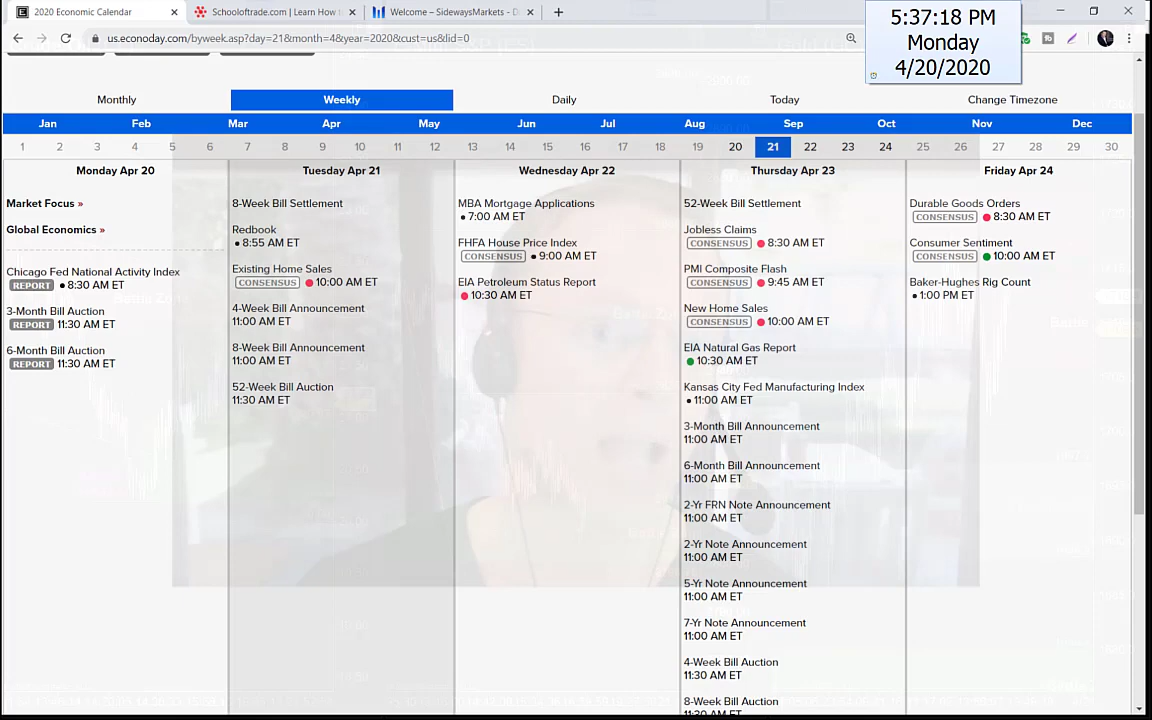 2020 Economic Calendar
Schooloftrade.com | Learn How t
Welcome – SidewaysMarkets - D
5:37:18 PM
Monday
4/20/2020
us.econoday.com/byweek.asp?day=21&month=4&year=2020&cust=us&lid=0
Monthly Weekly Daily Today Change Timezone
Jan Feb Mar Apr May Jun Jul Aug Sep Oct Nov Dec
1 2 3 4 5 6 7 8 9 10 11 12 13 14 15 16 17 18 19 20 21 22 23 24 25 26 27 28 29 30
Monday Apr 20
Market Focus »
Global Economics »
Chicago Fed National Activity Index
REPORT • 8:30 AM ET
3-Month Bill Auction
REPORT 11:30 AM ET
6-Month Bill Auction
REPORT 11:30 AM ET
Tuesday Apr 21
8-Week Bill Settlement
Redbook
• 8:55 AM ET
Existing Home Sales
CONSENSUS 10:00 AM ET
4-Week Bill Announcement
11:00 AM ET
8-Week Bill Announcement
11:00 AM ET
52-Week Bill Auction
11:30 AM ET
Wednesday Apr 22
MBA Mortgage Applications
• 7:00 AM ET
FHFA House Price Index
CONSENSUS • 9:00 AM ET
EIA Petroleum Status Report
10:30 AM ET
Thursday Apr 23
52-Week Bill Settlement
Jobless Claims
CONSENSUS 8:30 AM ET
PMI Composite Flash
CONSENSUS 9:45 AM ET
New Home Sales
CONSENSUS 10:00 AM ET
EIA Natural Gas Report
10:30 AM ET
Kansas City Fed Manufacturing Index
• 11:00 AM ET
3-Month Bill Announcement
11:00 AM ET
6-Month Bill Announcement
11:00 AM ET
2-Yr FRN Note Announcement
11:00 AM ET
2-Yr Note Announcement
11:00 AM ET
5-Yr Note Announcement
11:00 AM ET
7-Yr Note Announcement
11:00 AM ET
4-Week Bill Auction
11:30 AM ET
8-Week Bill Auction
11:30 AM ET
Friday Apr 24
Durable Goods Orders
CONSENSUS 8:30 AM ET
Consumer Sentiment
CONSENSUS 10:00 AM ET
Baker-Hughes Rig Count
• 1:00 PM ET